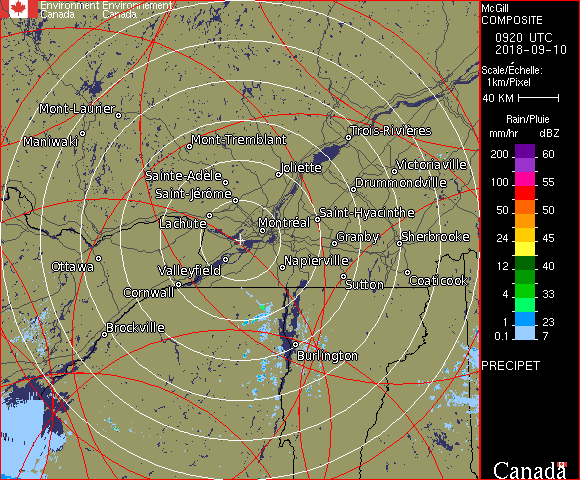 Environment Environnement
Canada Canada
McGill
COMPOSITE
0920 UTC
2018-09-10
Scale/Échelle:
1km/Pixel
40 KM
Rain/Pluie
mm/hr dBZ
200 60
150 57
100 55
50 50
24 45
12 40
4 33
1 23
0.1 7
PRECIPET
Mont-Laurier
Maniwaki
Mont-Tremblant
Trois-Rivières
Joliette
Victoriaville
Sainte-Adèle
Drummondville
Saint-Jérôme
Lachute
Montréal
Saint-Hyacinthe
Granby
Sherbrooke
Ottawa
Valleyfield
Napierville
Cornwall
Sutton
Coaticook
Brockville
Burlington
Canada